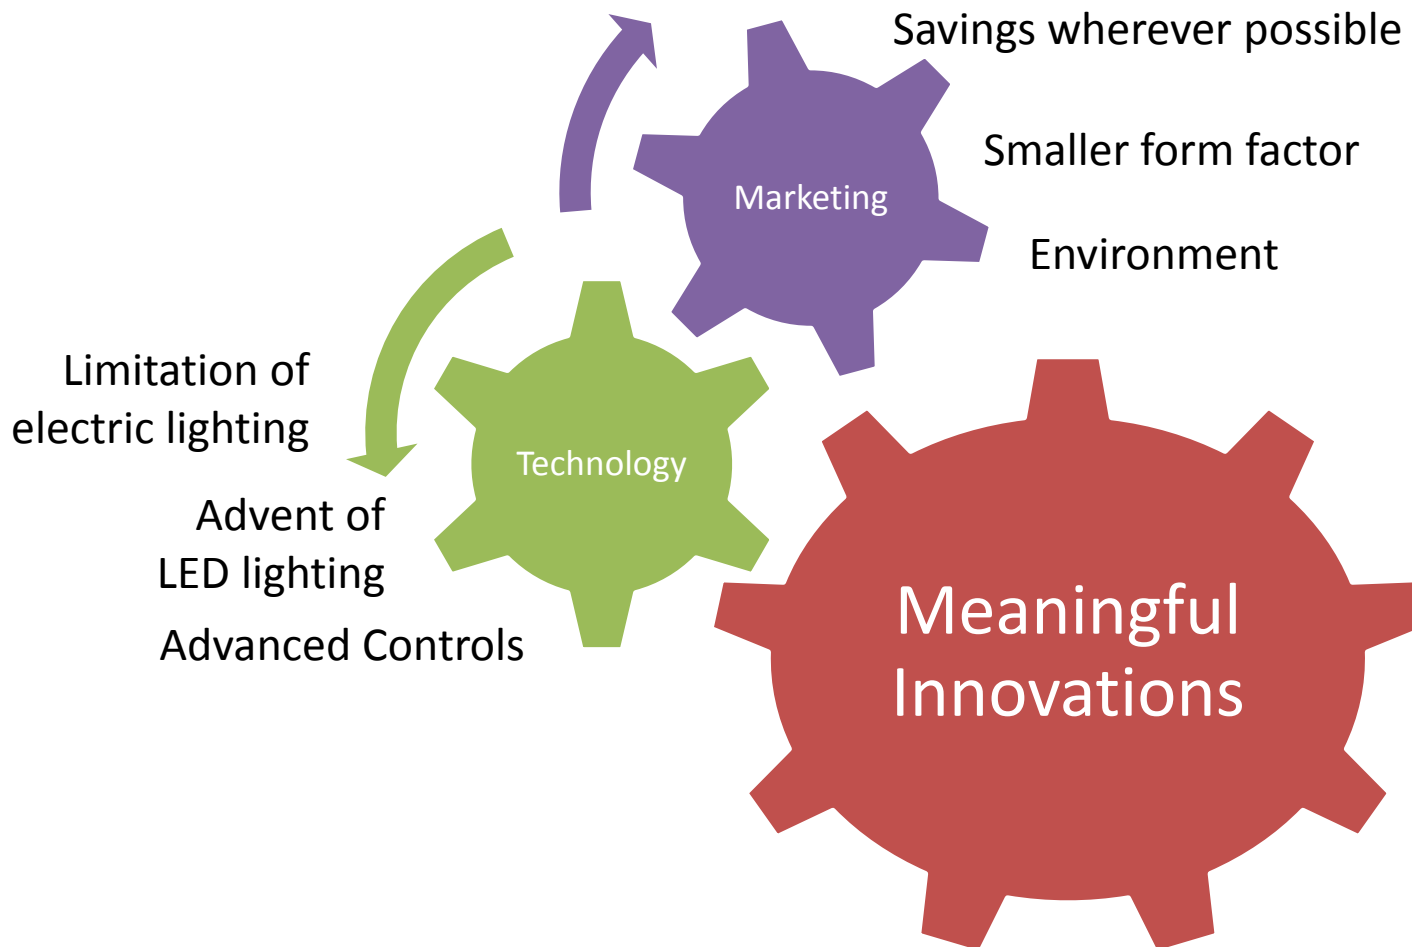 Savings wherever possible
Smaller form factor
Marketing
Environment
Limitation of
electric lighting
Technology
Advent of
LED lighting
Advanced Controls
Meaningful
Innovations